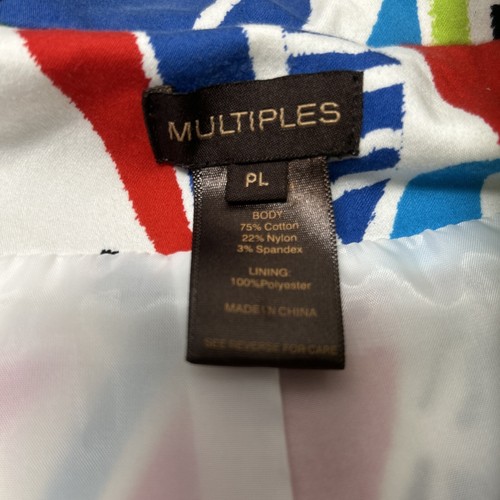 MULTIPLES
PL
BODY
75% Cotton
22% Nylon
3% Spandex
LINING:
100%Polyester
MADE IN CHINA
SEE REVERSE FOR CARE